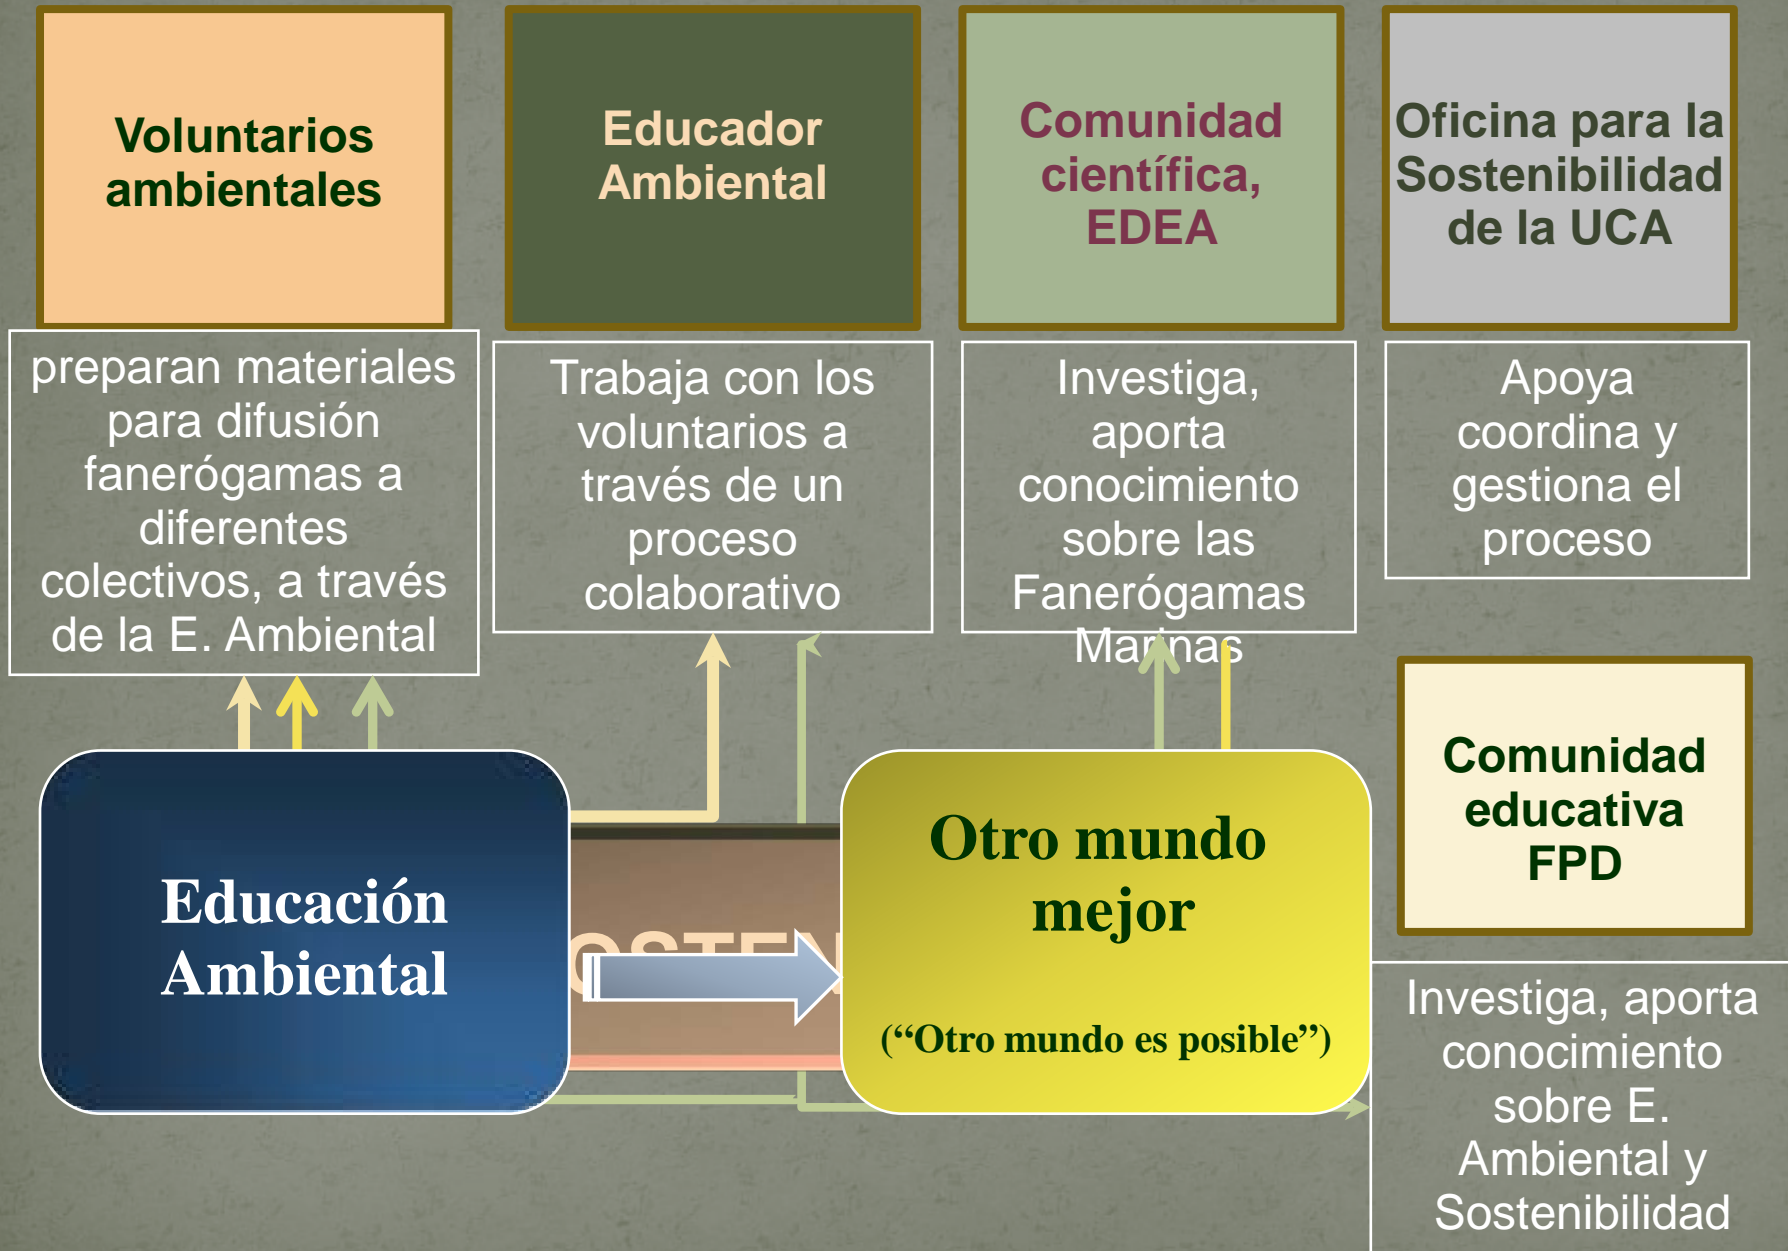 Voluntarios
ambientales
Educador
Ambiental
Comunidad
científica,
EDEA
Oficina para la
Sostenibilidad
de la UCA
preparan materiales
para difusión
fanerógamas a
diferentes
colectivos, a través
de la E. Ambiental
Trabaja con los
voluntarios a
través de un
proceso
colaborativo
Investiga,
aporta
conocimiento
sobre las
Fanerógamas
Marinas
Apoya
coordina y
gestiona el
proceso
Educación
Ambiental
Otro mundo
mejor
(“Otro mundo es posible”)
Comunidad
educativa
FPD
Investiga, aporta
conocimiento
sobre E.
Ambiental y
Sostenibilidad